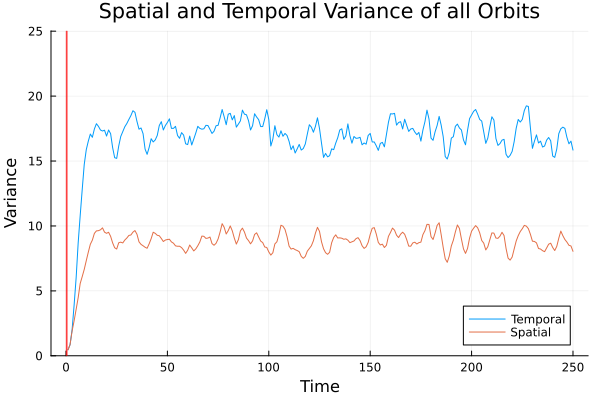 Spatial and Temporal Variance of all Orbits
25
20
15
10
5
0
Variance
0 50 100 150 200 250
Time
Temporal
Spatial